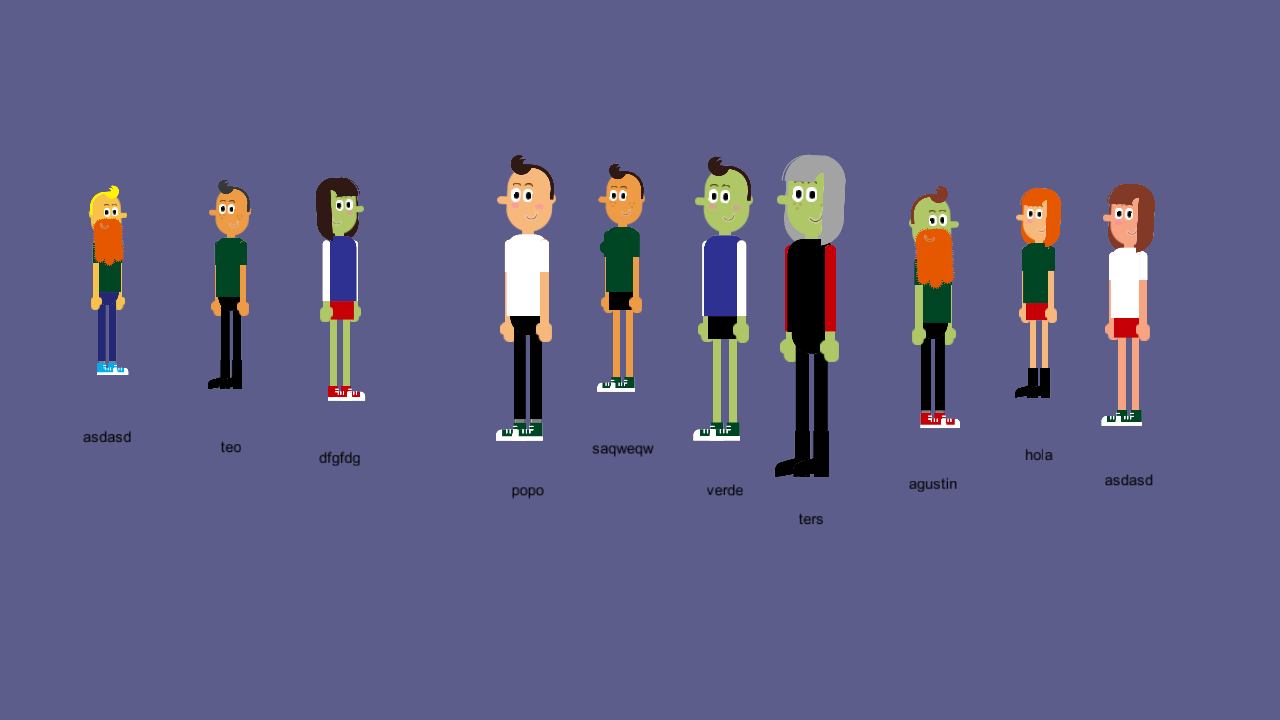 asdasd
teo
dfgfdg
popo
saqweqw
verde
ters
agustin
hola
asdasd